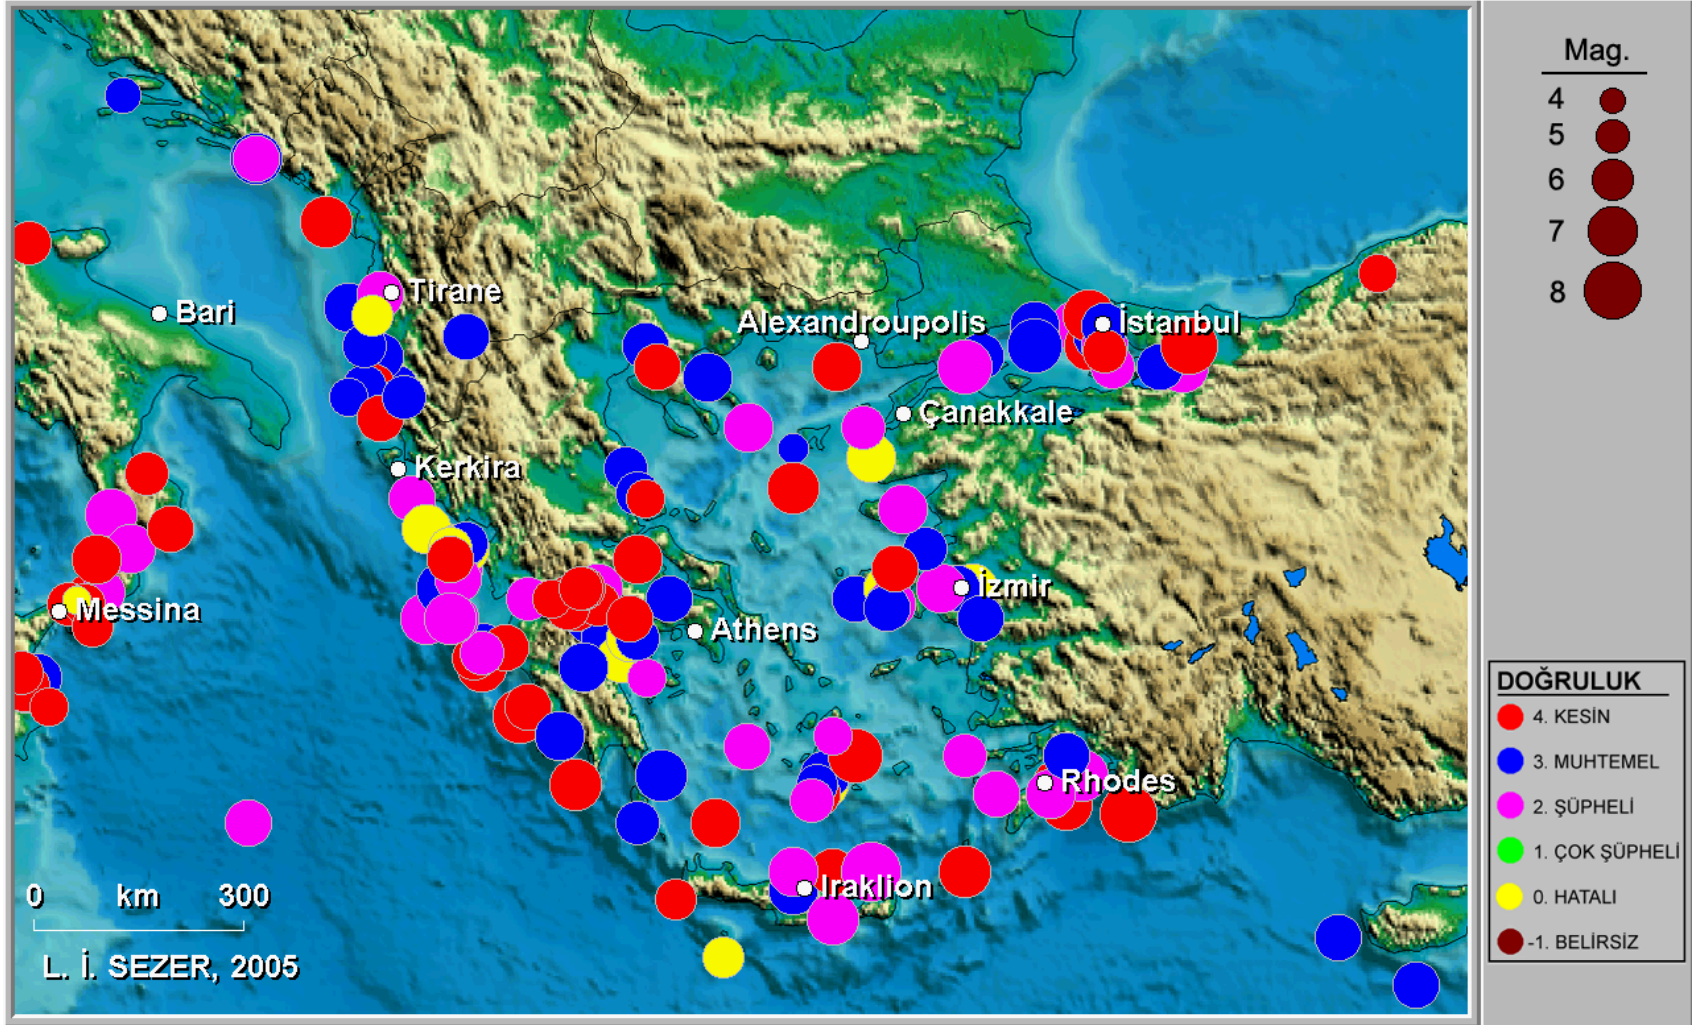 Mag.
4
5
6
7
8
Tirane
Bari
Alexandroupolis
İstanbul
Çanakkale
Kerkira
İzmir
Messina
Athens
Rhodes
Iraklion
0 km 300
L. İ. SEZER, 2005
DOĞRULUK
4. KESİN
3. MUHTEMEL
2. ŞÜPHELİ
1. ÇOK ŞÜPHELİ
0. HATALI
-1. BELİRSİZ